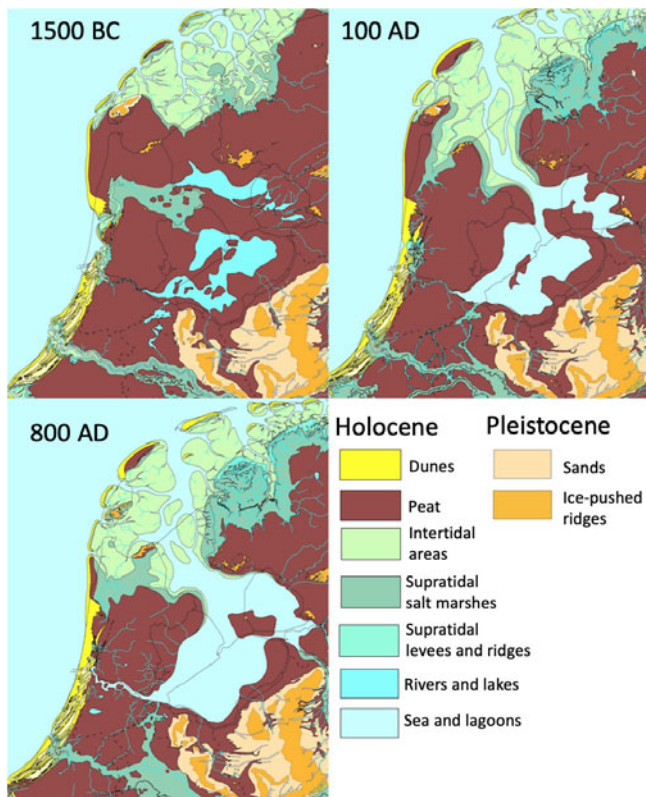 1500 BC
100 AD
800 AD
Holocene
Dunes
Peat
Intertidal
areas
Supratidal
salt marshes
Supratidal
levees and ridges
Rivers and lakes
Sea and lagoons
Pleistocene
Sands
Ice-pushed
ridges